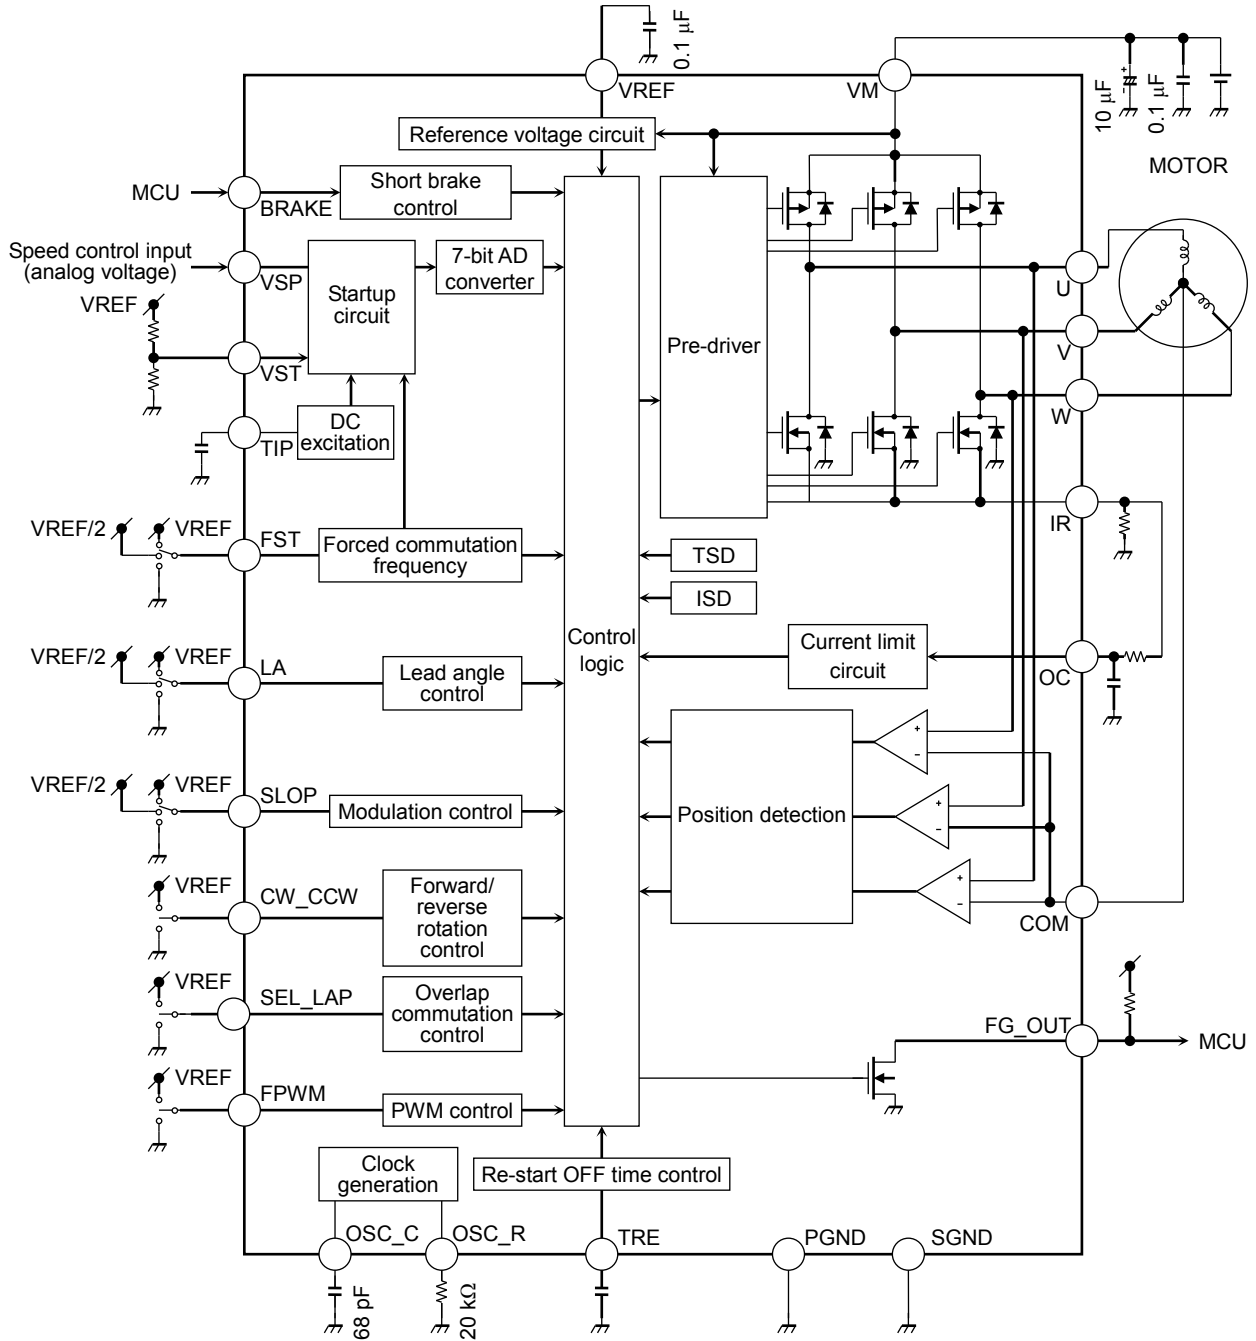 0.1 μF
VREF
VM
10 μF
0.1 μF
+
-
MOTOR
Reference voltage circuit
MCU
BRAKE
Short brake
control
Speed control input
(analog voltage)
VSP
Startup
circuit
7-bit AD
converter
VREF
VST
TIP
DC
excitation
Pre-driver
U
V
W
IR
VREF/2
VREF
FST
Forced commutation
frequency
TSD
ISD
Control
logic
VREF/2
VREF
LA
Lead angle
control
Current limit
circuit
OC
Position detection
+
-
+
-
+
-
VREF/2
VREF
SLOP
Modulation control
VREF
CW_CCW
Forward/
reverse
rotation
control
COM
VREF
SEL_LAP
Overlap
commutation
control
FG_OUT
MCU
VREF
FPWM
PWM control
Clock
generation
Re-start OFF time control
OSC_C
OSC_R
TRE
PGND
SGND
68 pF
20 kΩ